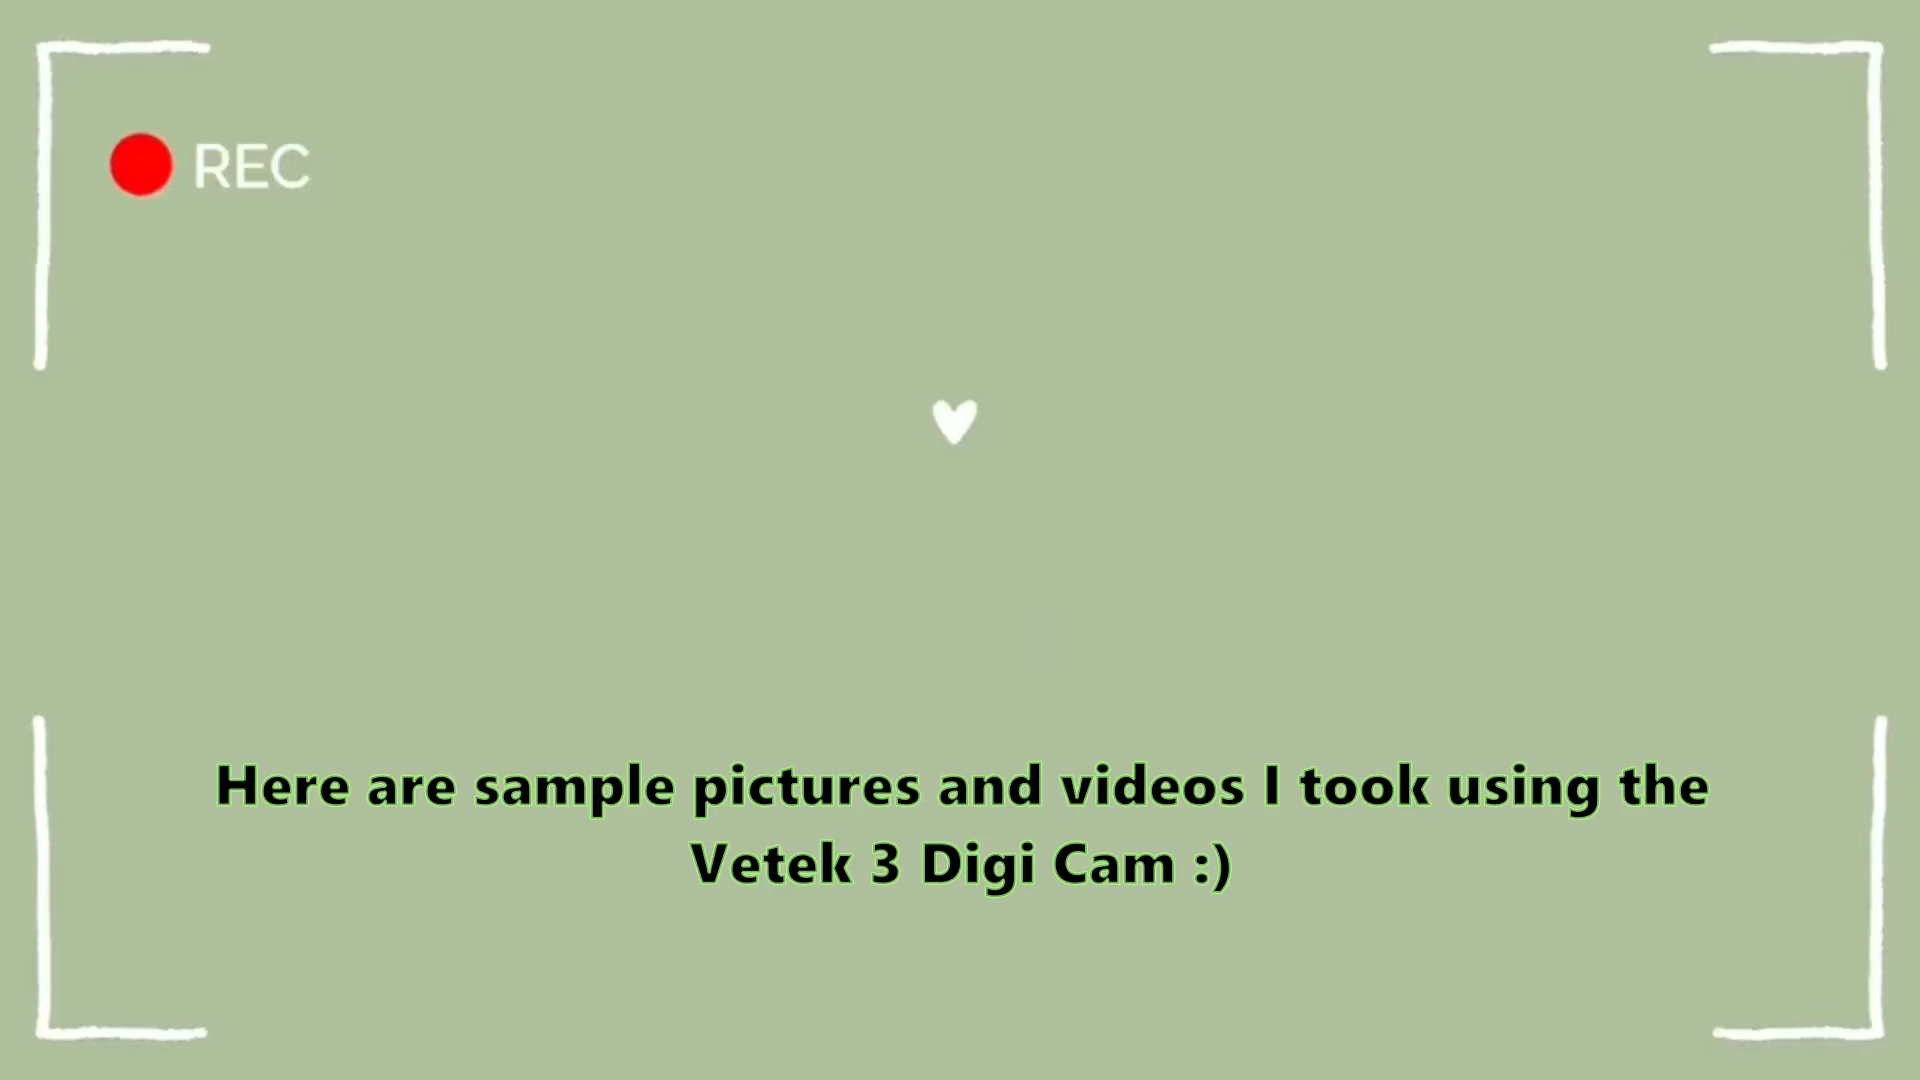 REC
Here are sample pictures and videos I took using the
Vetek 3 Digi Cam :)